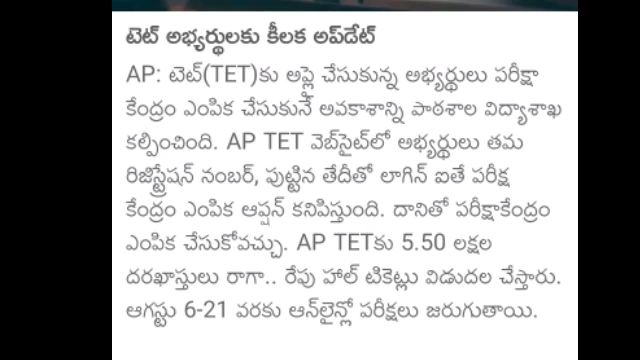 టెట్ అభ్యర్థులకు కీలక అప్‌డేట్
AP: టెట్(TET)కు అప్లై చేసుకున్న అభ్యర్థులు పరీక్షా
కేంద్రం ఎంపిక చేసుకునే అవకాశాన్ని పాఠశాల విద్యాశాఖ
కల్పించింది. AP TET వెబ్‌సైట్‌లో అభ్యర్థులు తమ
రిజిస్ట్రేషన్ నంబర్, పుట్టిన తేదీతో లాగిన్ ఐతే పరీక్ష
కేంద్రం ఎంపిక ఆప్షన్ కనిపిస్తుంది. దానితో పరీక్షాకేంద్రం
ఎంపిక చేసుకోవచ్చు. AP TETకు 5.50 లక్షల
దరఖాస్తులు రాగా.. రేపు హాల్ టికెట్లు విడుదల చేస్తారు.
ఆగస్టు 6-21 వరకు ఆన్‌లైన్లో పరీక్షలు జరుగుతాయి.